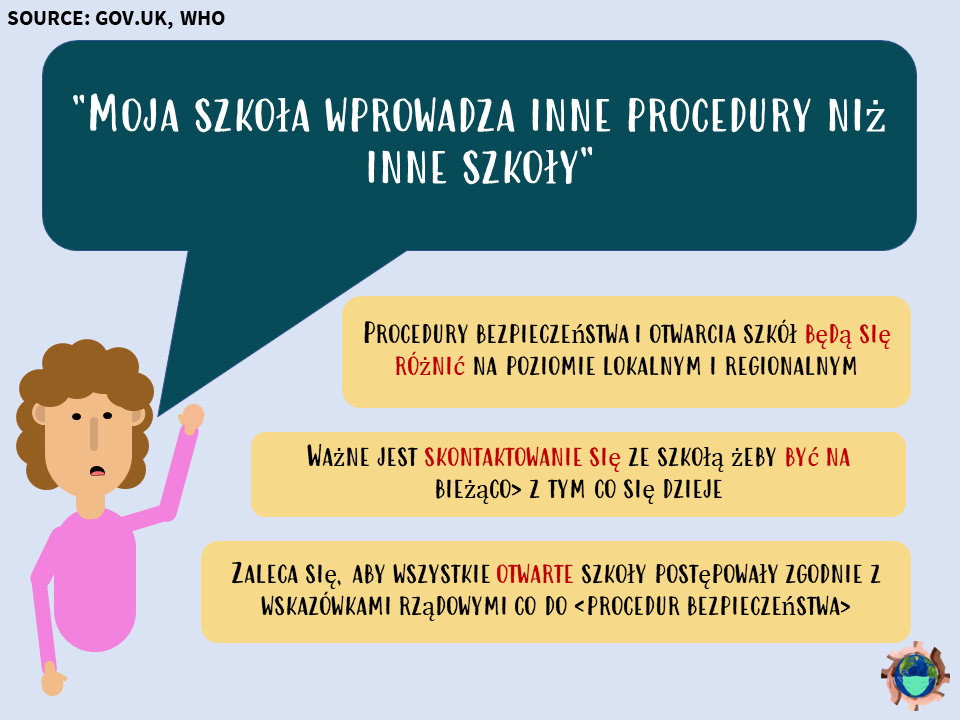 SOURCE: GOV.UK, WHO
"Moja szkoła wprowadza inne procedury niż
inne szkoły"
Procedury bezpieczeństwa i otwarcia szkół będą się
różnić na poziomie lokalnym i regionalnym
Ważne jest skontaktowanie się ze szkołą żeby być na
bieżąco> z tym co się dzieje
Zaleca się, aby wszystkie otwarte szkoły postępowały zgodnie z
wskazówkami rządowymi co do <procedur bezpieczeństwa>